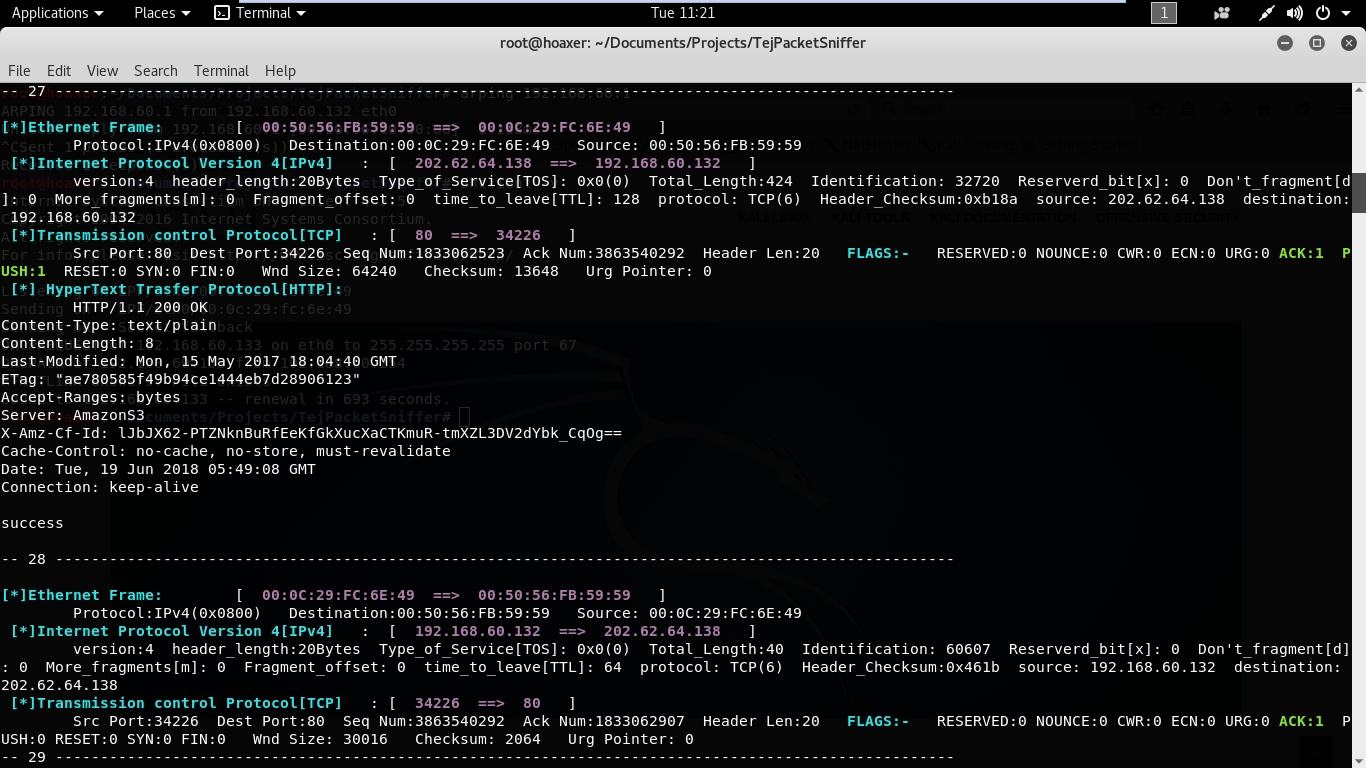 Applications Places Terminal Tue 11:21 1
root@hoaxer: ~/Documents/Projects/TejPacketSniffer
File Edit View Search Terminal Help
-- 27 ----------------------------------------------------------------------------------------------------
[*]Ethernet Frame: [ 00:50:56:FB:59:59 ==> 00:0C:29:FC:6E:49 ]
Protocol:IPv4(0x0800) Destination:00:0C:29:FC:6E:49 Source: 00:50:56:FB:59:59
[*]Internet Protocol Version 4[IPv4] : [ 202.62.64.138 ==> 192.168.60.132 ]
version:4 header_length:20Bytes Type_of_Service[TOS]: 0x0(0) Total_Length:424 Identification: 32720 Reserverd_bit[x]: 0 Don't_fragment[d
]: 0 More_fragments[m]: 0 Fragment_offset: 0 time_to_leave[TTL]: 128 protocol: TCP(6) Header_Checksum:0xb18a source: 202.62.64.138 destination:
192.168.60.132
[*]Transmission control Protocol[TCP] : [ 80 ==> 34226 ]
Src Port:80 Dest Port:34226 Seq Num:1833062523 Ack Num:3863540292 Header Len:20 FLAGS:- RESERVED:0 NOUNCE:0 CWR:0 ECN:0 URG:0 ACK:1 P
USH:1 RESET:0 SYN:0 FIN:0 Wnd Size: 64240 Checksum: 13648 Urg Pointer: 0
[*] HyperText Trasfer Protocol[HTTP]:
HTTP/1.1 200 OK
Content-Type: text/plain
Content-Length: 8
Last-Modified: Mon, 15 May 2017 18:04:40 GMT
ETag: "ae780585f49b94ce1444eb7d28906123"
Accept-Ranges: bytes
Server: AmazonS3
X-Amz-Cf-Id: lJbJX62-PTZNknBuRfEeKfGkXucXaCTKmuR-tmXZL3DV2dYbk_CqOg==
Cache-Control: no-cache, no-store, must-revalidate
Date: Tue, 19 Jun 2018 05:49:08 GMT
Connection: keep-alive
success
-- 28 ----------------------------------------------------------------------------------------------------
[*]Ethernet Frame: [ 00:0C:29:FC:6E:49 ==> 00:50:56:FB:59:59 ]
Protocol:IPv4(0x0800) Destination:00:50:56:FB:59:59 Source: 00:0C:29:FC:6E:49
[*]Internet Protocol Version 4[IPv4] : [ 192.168.60.132 ==> 202.62.64.138 ]
version:4 header_length:20Bytes Type_of_Service[TOS]: 0x0(0) Total_Length:40 Identification: 60607 Reserverd_bit[x]: 0 Don't_fragment[d]
: 0 More_fragments[m]: 0 Fragment_offset: 0 time_to_leave[TTL]: 64 protocol: TCP(6) Header_Checksum:0x461b source: 192.168.60.132 destination:
202.62.64.138
[*]Transmission control Protocol[TCP] : [ 34226 ==> 80 ]
Src Port:34226 Dest Port:80 Seq Num:3863540292 Ack Num:1833062907 Header Len:20 FLAGS:- RESERVED:0 NOUNCE:0 CWR:0 ECN:0 URG:0 ACK:1 P
USH:0 RESET:0 SYN:0 FIN:0 Wnd Size: 30016 Checksum: 2064 Urg Pointer: 0
-- 29 ----------------------------------------------------------------------------------------------------